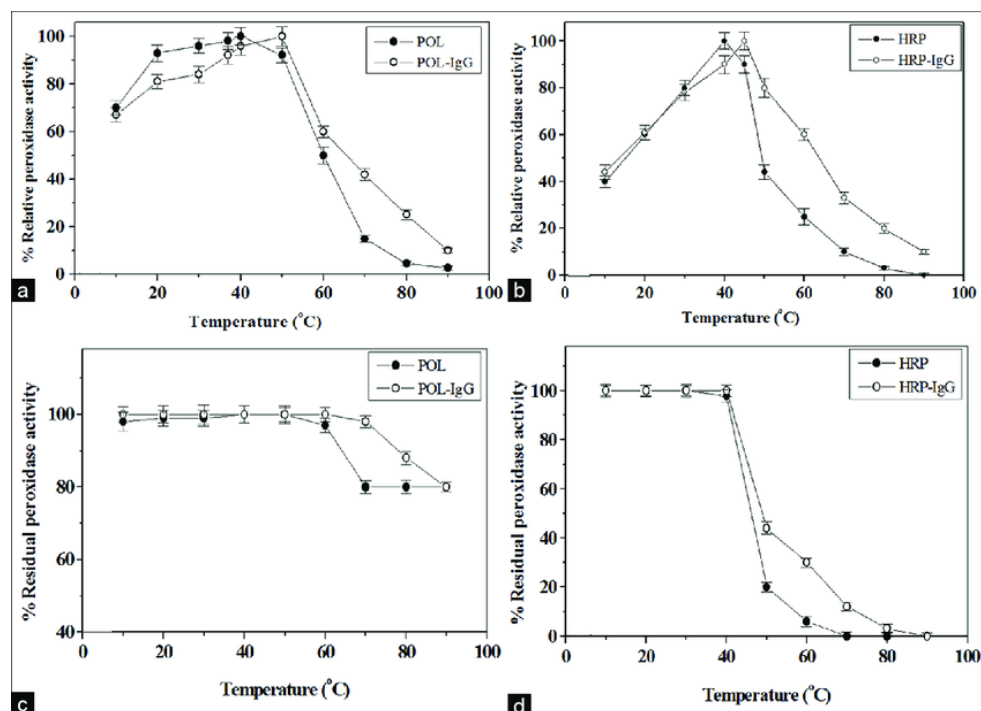 % Relative peroxidase activity
100
80
60
40
20
0
POL
POL-IgG
0 20 40 60 80 100
Temperature (°C)
a
% Relative peroxidase activity
100
80
60
40
20
0
HRP
HRP-IgG
0 20 40 60 80 100
Temperature (°C)
b
% Residual peroxidase activity
100
80
60
40
POL
POL-IgG
0 20 40 60 80 100
Temperature (°C)
c
% Residual peroxidase activity
100
80
60
40
20
0
HRP
HRP-IgG
0 20 40 60 80 100
Temperature (°C)
d